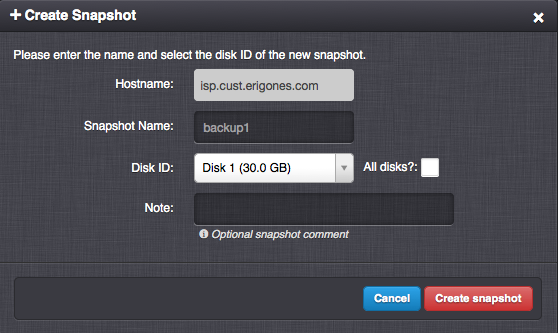 Create Snapshot
Please enter the name and select the disk ID of the new snapshot.
Hostname: isp.cust.erigones.com
Snapshot Name: backup1
Disk ID: Disk 1 (30.0 GB) All disks?:
Note:
Optional snapshot comment
Cancel Create snapshot